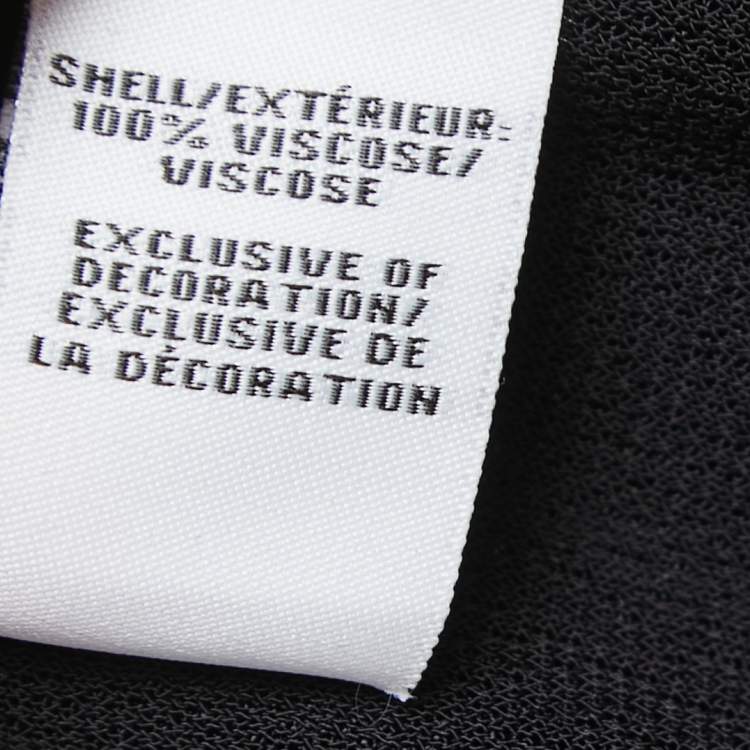 SHELL/EXTÉRIEUR:
100% VISCOSE/
VISCOSE
EXCLUSIVE OF
DECORATION/
EXCLUSIVE DE
LA DÉCORATION